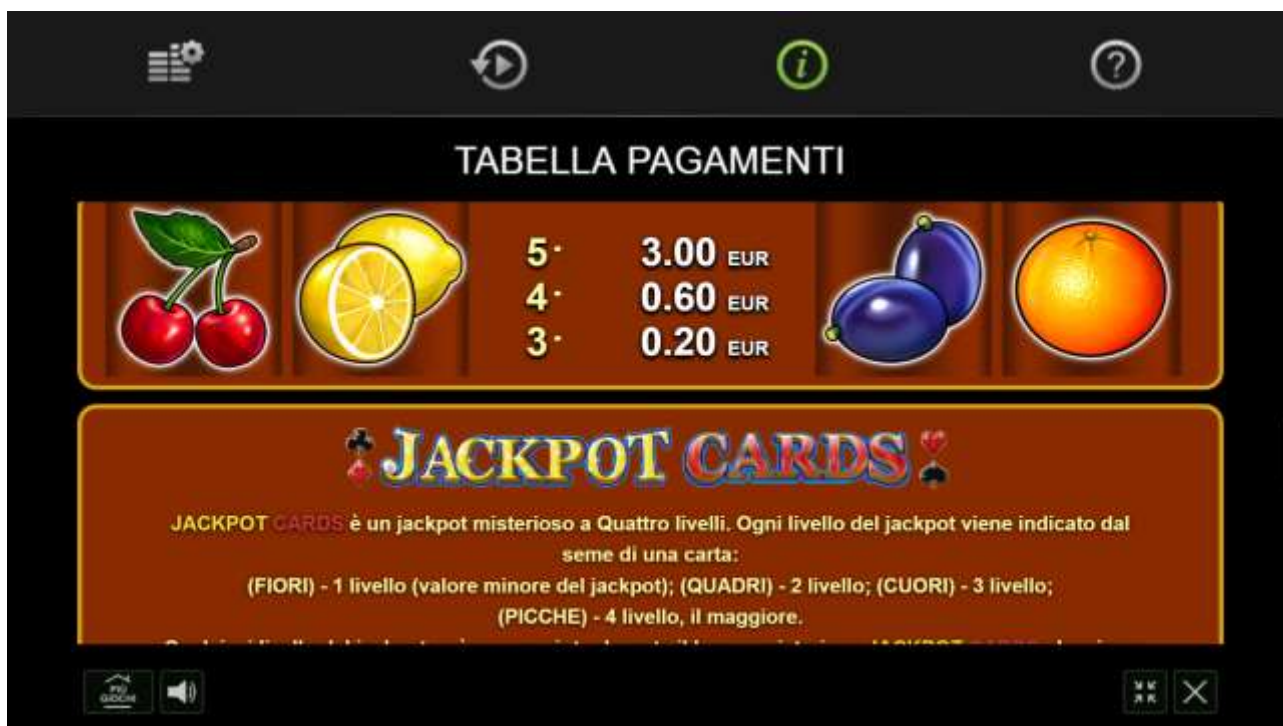 TABELLA PAGAMENTI
5- 3.00 EUR
4- 0.60 EUR
3- 0.20 EUR
JACKPOT CARDS
JACKPOT CARDS è un jackpot misterioso a Quattro livelli. Ogni livello del jackpot viene indicato dal
seme di una carta:
(FIORI) - 1 livello (valore minore del jackpot); (QUADRI) - 2 livello; (CUORI) - 3 livello;
(PICCHE) - 4 livello, il maggiore.
PIÙ
GIOCHI